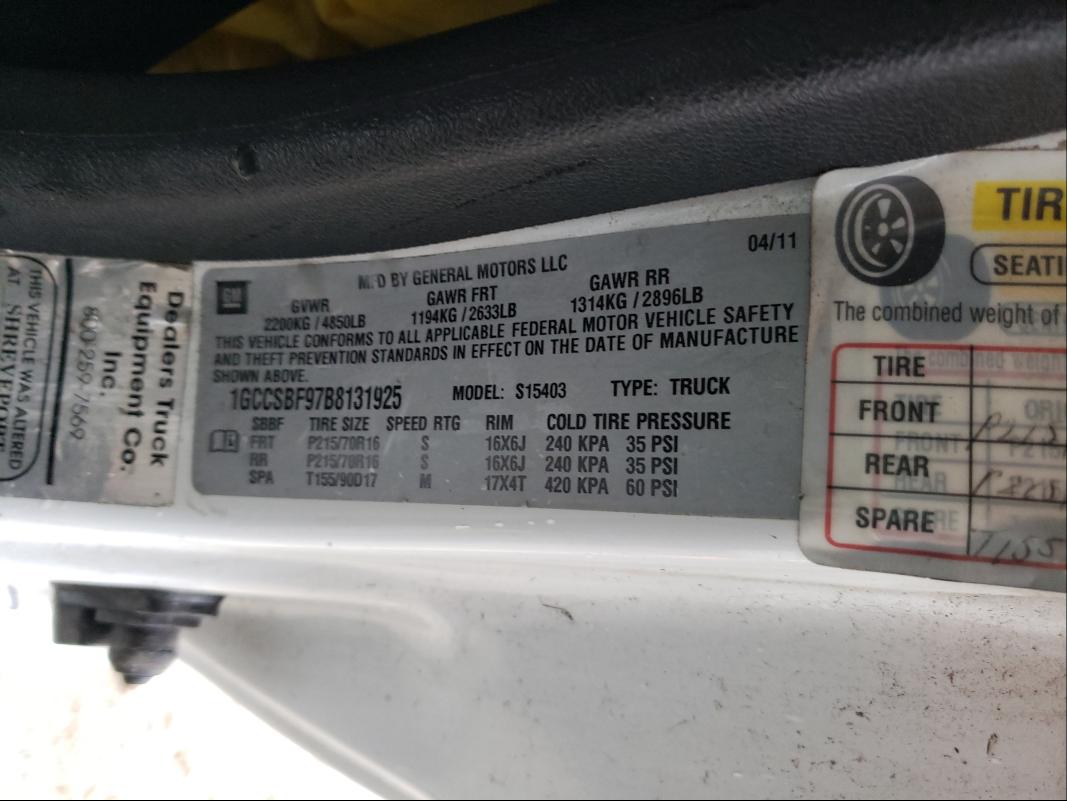 THIS VEHICLE WAS ALTERED
AT SHREVEPORT
800-259-7569
Dealers Truck
Equipment Co.
Inc.
GM
04/11
MFD BY GENERAL MOTORS LLC
GVWR GAWR FRT GAWR RR
2200KG / 4850LB 1194KG / 2633LB 1314KG / 2896LB
THIS VEHICLE CONFORMS TO ALL APPLICABLE FEDERAL MOTOR VEHICLE SAFETY
AND THEFT PREVENTION STANDARDS IN EFFECT ON THE DATE OF MANUFACTURE
SHOWN ABOVE.
1GCCSBF97B8131925 MODEL: S15403 TYPE: TRUCK
SBBF TIRE SIZE SPEED RTG RIM COLD TIRE PRESSURE
FRT P215/70R16 S 16X6J 240 KPA 35 PSI
RR P215/70R16 S 16X6J 240 KPA 35 PSI
SPA T155/90D17 M 17X4T 420 KPA 60 PSI
TIR
SEATI
The combined weight of
TIRE
FRONT
REAR
SPARE T155